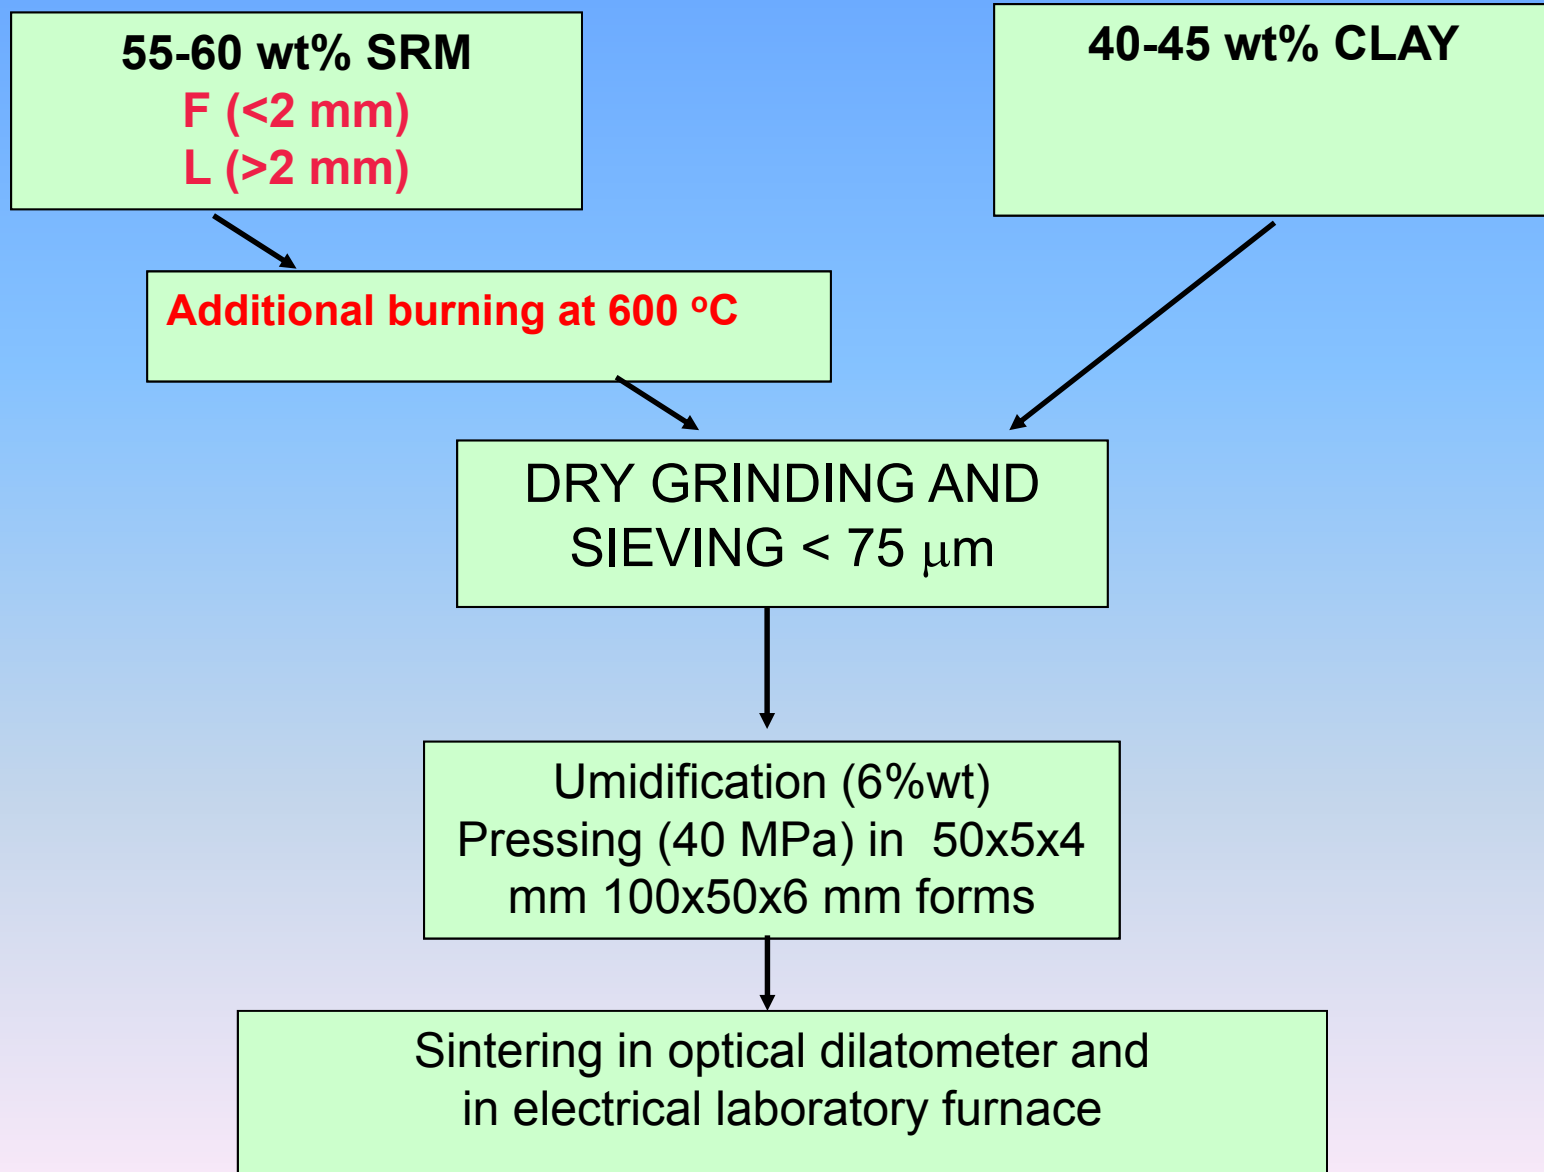 55-60 wt% SRM
F (<2 mm)
L (>2 mm)
40-45 wt% CLAY
Additional burning at 600 ºC
DRY GRINDING AND
SIEVING < 75 μm
Umidification (6%wt)
Pressing (40 MPa) in 50x5x4
mm 100x50x6 mm forms
Sintering in optical dilatometer and
in electrical laboratory furnace